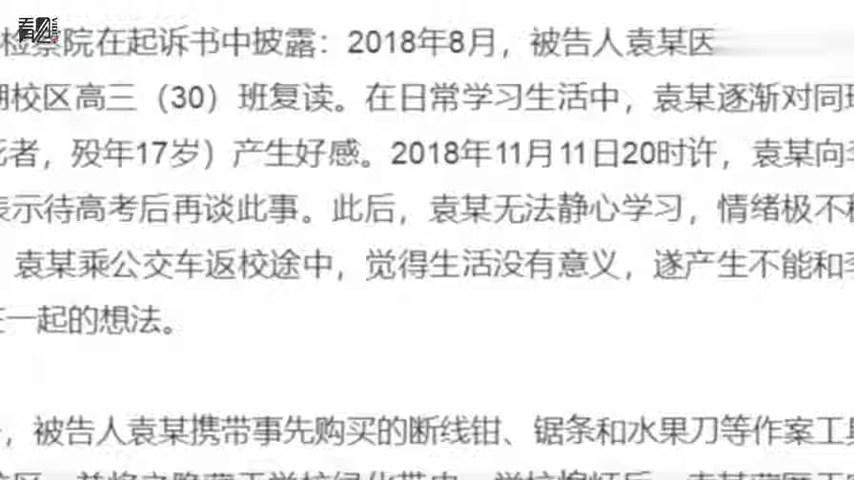 看看
检察院在起诉书中披露：2018年8月，被告人袁某因
校区高三（30）班复读。在日常学习生活中，袁某逐渐对同
者，殁年17岁）产生好感。2018年11月11日20时许，袁某向
表示待高考后再谈此事。此后，袁某无法静心学习，情绪极不
袁某乘公交车返校途中，觉得生活没有意义，遂产生不能和
一起的想法。
，被告人袁某携带事先购买的断线钳、锯条和水果刀等作案工